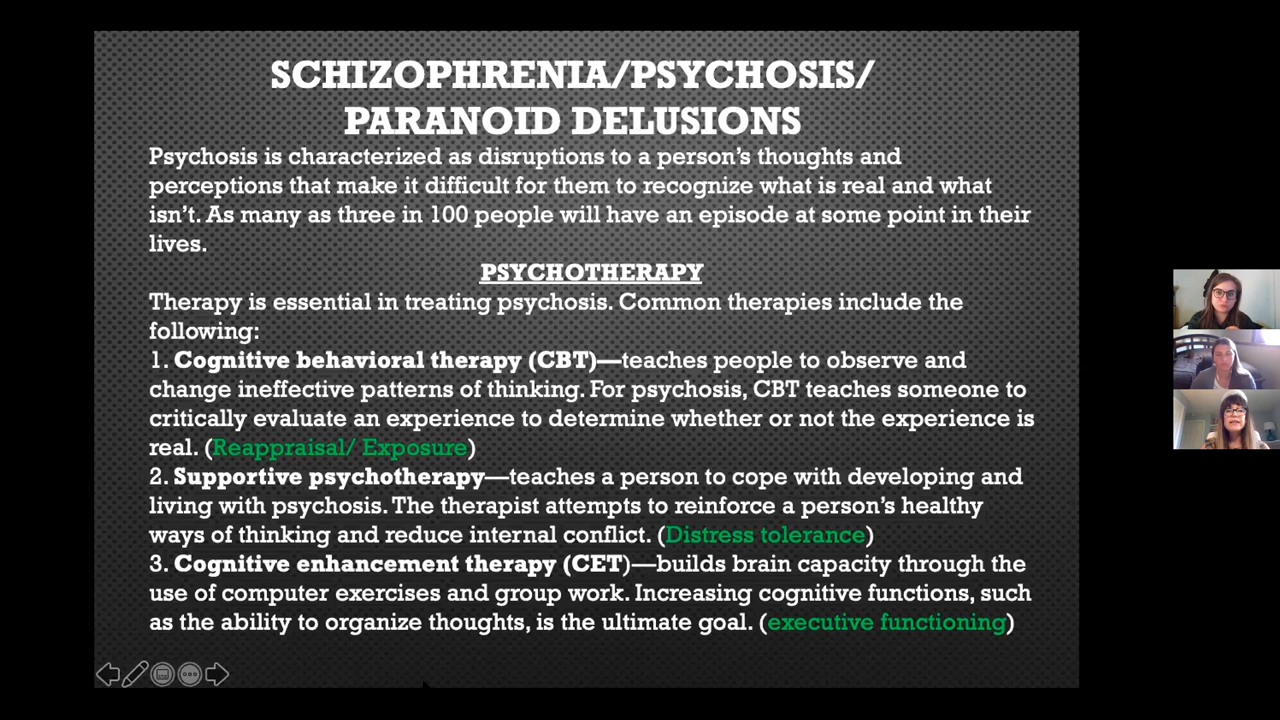 SCHIZOPHRENIA/PSYCHOSIS/
PARANOID DELUSIONS
Psychosis is characterized as disruptions to a person's thoughts and
perceptions that make it difficult for them to recognize what is real and what
isn't. As many as three in 100 people will have an episode at some point in their
lives.
PSYCHOTHERAPY
Therapy is essential in treating psychosis. Common therapies include the
following:
1. Cognitive behavioral therapy (CBT)—teaches people to observe and
change ineffective patterns of thinking. For psychosis, CBT teaches someone to
critically evaluate an experience to determine whether or not the experience is
real. (Reappraisal/ Exposure)
2. Supportive psychotherapy—teaches a person to cope with developing and
living with psychosis. The therapist attempts to reinforce a person's healthy
ways of thinking and reduce internal conflict. (Distress tolerance)
3. Cognitive enhancement therapy (CET)—builds brain capacity through the
use of computer exercises and group work. Increasing cognitive functions, such
as the ability to organize thoughts, is the ultimate goal. (executive functioning)